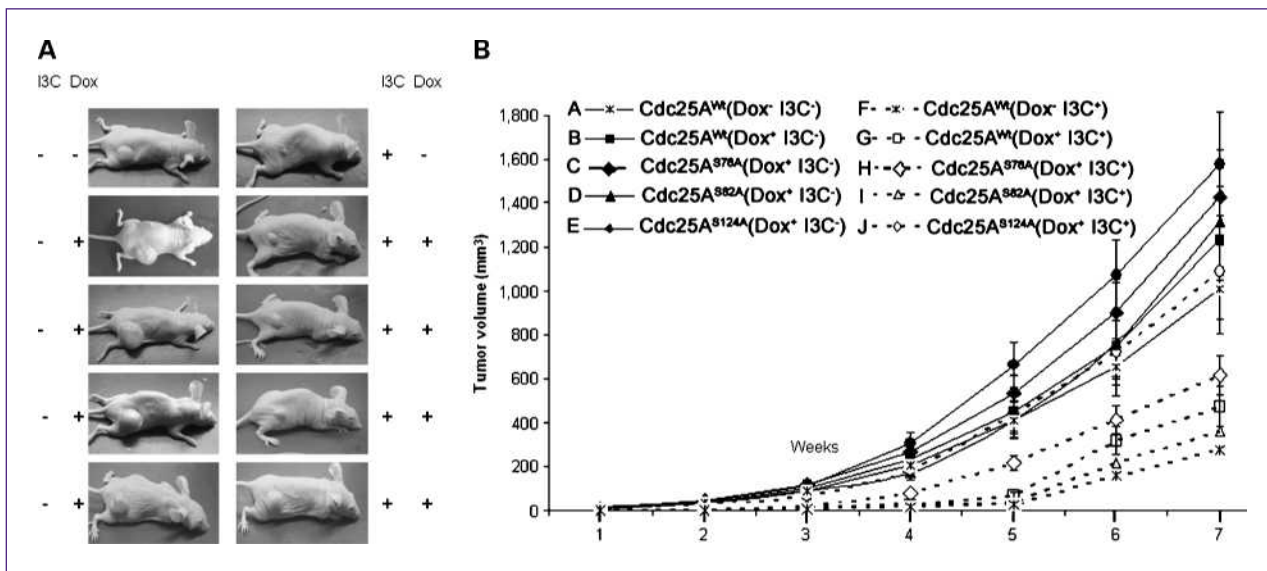 A
I3C Dox
I3C Dox
- -
+ -
- +
+ +
- +
+ +
- +
+ +
- +
+ +
B
A Cdc25A^Wt(Dox⁻ I3C⁻)
B Cdc25A^Wt(Dox⁺ I3C⁻)
C Cdc25A^S76A(Dox⁺ I3C⁻)
D Cdc25A^S82A(Dox⁺ I3C⁻)
E Cdc25A^S124A(Dox⁺ I3C⁻)
F Cdc25A^Wt(Dox⁻ I3C⁺)
G Cdc25A^Wt(Dox⁺ I3C⁺)
H Cdc25A^S76A(Dox⁺ I3C⁺)
I Cdc25A^S82A(Dox⁺ I3C⁺)
J Cdc25A^S124A(Dox⁺ I3C⁺)
Tumor volume (mm³)
1,800
1,600
1,400
1,200
1,000
800
600
400
200
0
Weeks
1 2 3 4 5 6 7